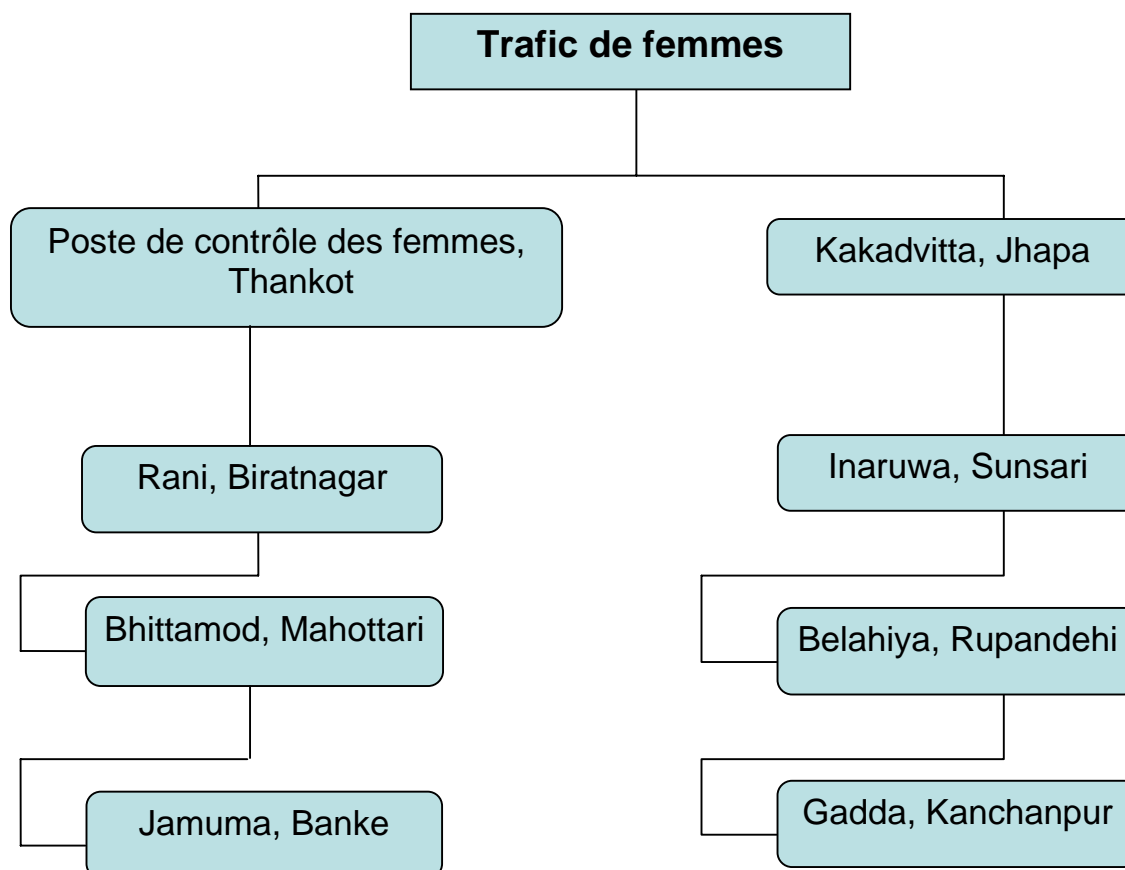 Trafic de femmes
Poste de contrôle des femmes,
Thankot
Kakadvitta, Jhapa
Rani, Biratnagar
Inaruwa, Sunsari
Bhittamod, Mahottari
Belahiya, Rupandehi
Jamuma, Banke
Gadda, Kanchanpur